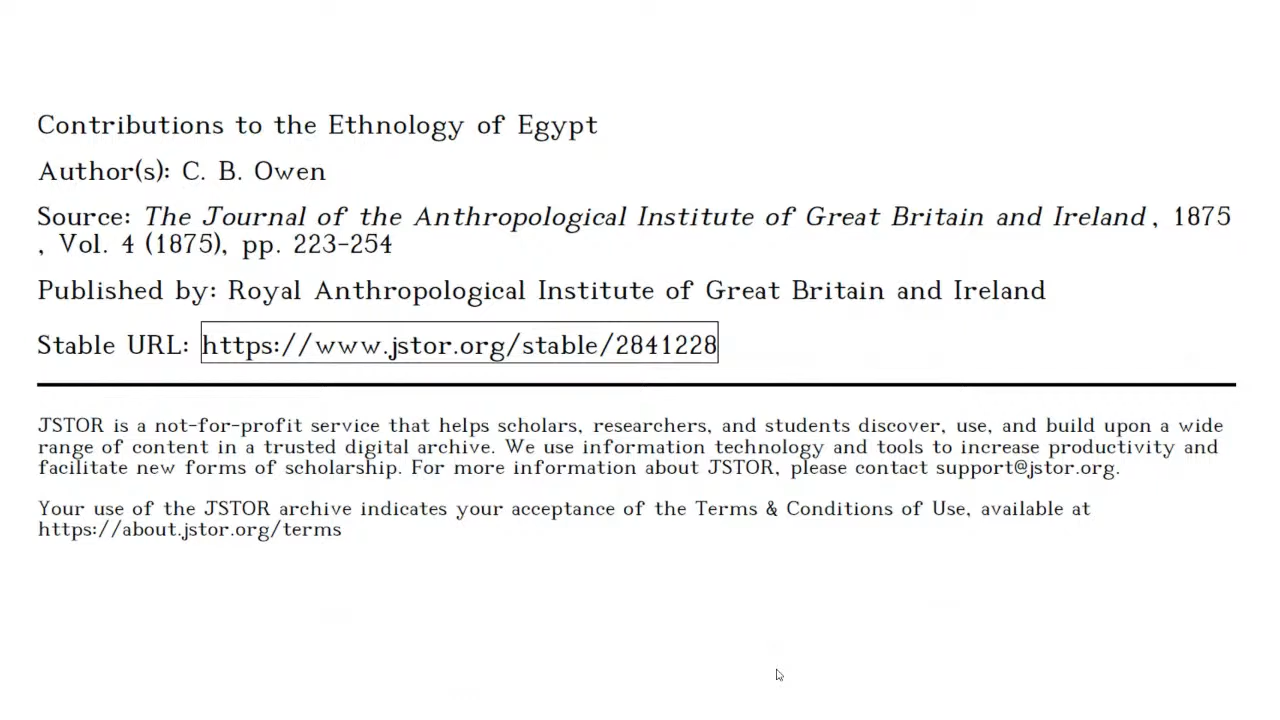 Contributions to the Ethnology of Egypt
Author(s): C. B. Owen
Source: The Journal of the Anthropological Institute of Great Britain and Ireland, 1875
, Vol. 4 (1875), pp. 223-254
Published by: Royal Anthropological Institute of Great Britain and Ireland
Stable URL: https://www.jstor.org/stable/2841228
JSTOR is a not-for-profit service that helps scholars, researchers, and students discover, use, and build upon a wide
range of content in a trusted digital archive. We use information technology and tools to increase productivity and
facilitate new forms of scholarship. For more information about JSTOR, please contact support@jstor.org.
Your use of the JSTOR archive indicates your acceptance of the Terms & Conditions of Use, available at
https://about.jstor.org/terms